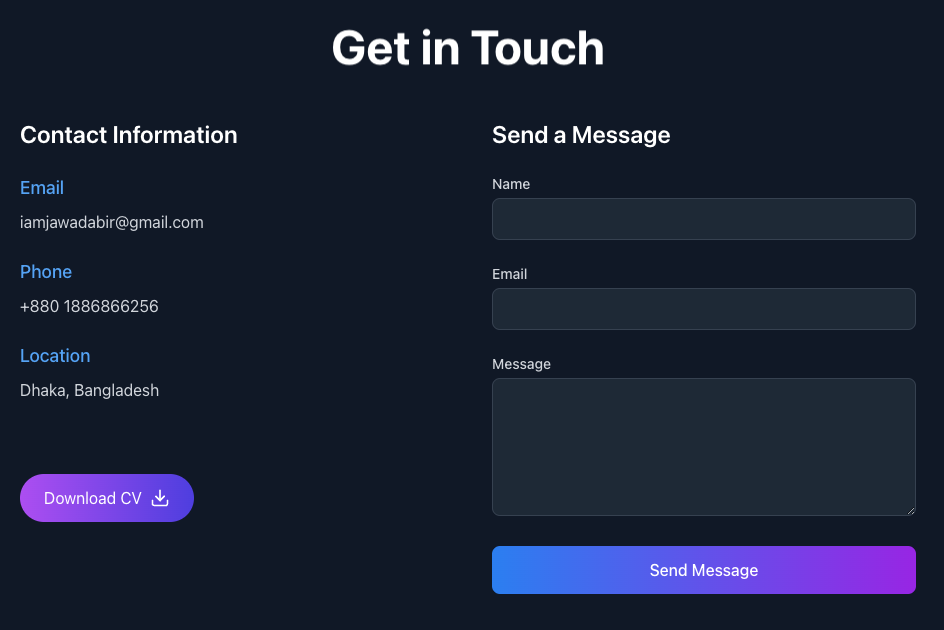 Get in Touch
Contact Information
Email
iamjawadabir@gmail.com
Phone
+880 1886866256
Location
Dhaka, Bangladesh
Download CV
Send a Message
Name
Email
Message
Send Message